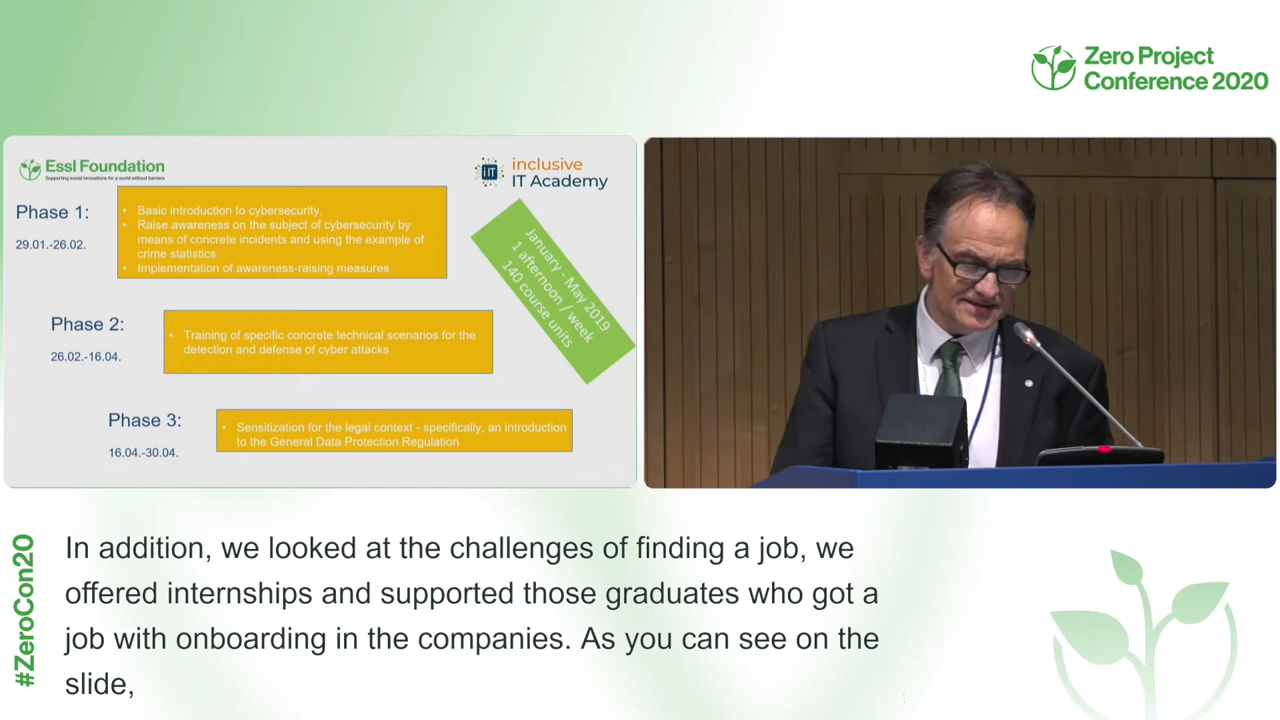 Zero Project
Conference 2020
Essl Foundation
Supporting social innovations for a world without barriers
iIT
inclusive
IT Academy
Phase 1:
29.01.-26.02.
• Basic introduction to cybersecurity.
• Raise awareness on the subject of cybersecurity by
means of concrete incidents and using the example of
crime statistics
• Implementation of awareness-raising measures
January - May 2019
1 afternoon / week
140 course units
Phase 2:
26.02.-16.04.
• Training of specific concrete technical scenarios for the
detection and defense of cyber attacks
Phase 3:
16.04.-30.04.
• Sensitization for the legal context - specifically, an introduction
to the General Data Protection Regulation
#ZeroCon20
In addition, we looked at the challenges of finding a job, we
offered internships and supported those graduates who got a
job with onboarding in the companies. As you can see on the
slide,